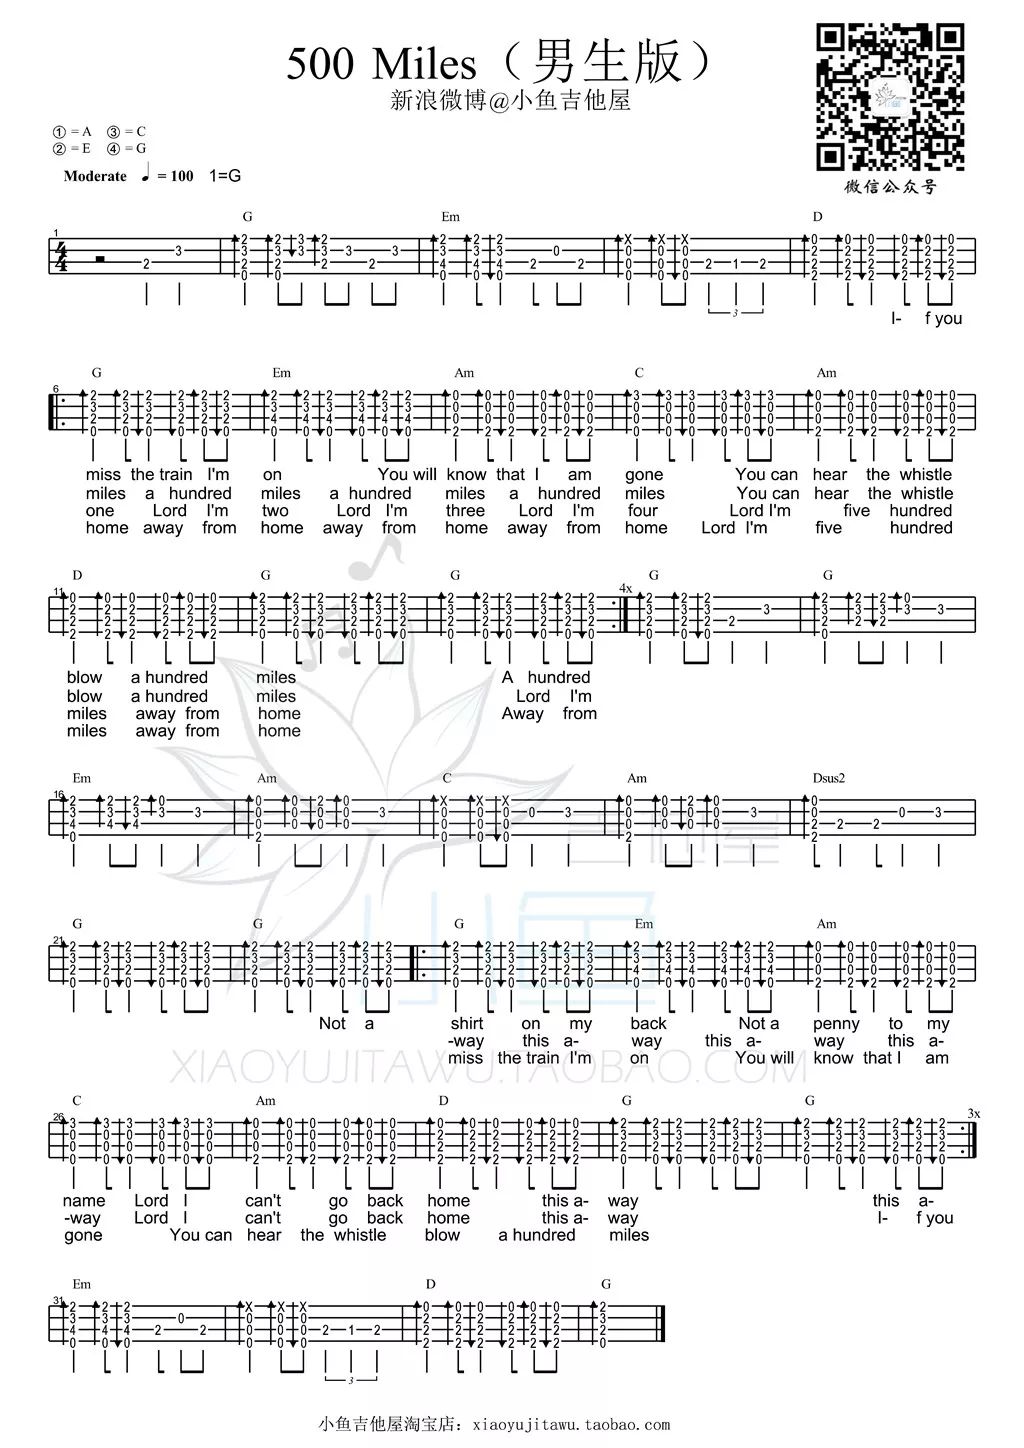 500 Miles（男生版）
新浪微博@小鱼吉他屋
① = A ③ = C
② = E ④ = G
Moderate ♩ = 100 1=G
微信公众号
G Em D
I- f you
G Em Am C Am
miss the train I'm on You will know that I am gone You can hear the whistle
miles a hundred miles a hundred miles a hundred miles You can hear the whistle
one Lord I'm two Lord I'm three Lord I'm four Lord I'm five hundred
home away from home away from home away from home Lord I'm five hundred
D G G 4x G G
blow a hundred miles A hundred
blow a hundred miles Lord I'm
miles away from home Away from
miles away from home
Em Am C Am Dsus2
吉他屋
小鱼
G G G Em Am
Not a shirt on my back Not a penny to my
-way this a- way this a- way this a-
miss the train I'm on You will know that I am
XIAOYUJITAWU.TAOBAO.COM
C Am D G G 3x
name Lord I can't go back home this a- way this a-
-way Lord I can't go back home this a- way I- f you
gone You can hear the whistle blow a hundred miles
Em D G
小鱼吉他屋淘宝店：xiaoyujitawu.taobao.com